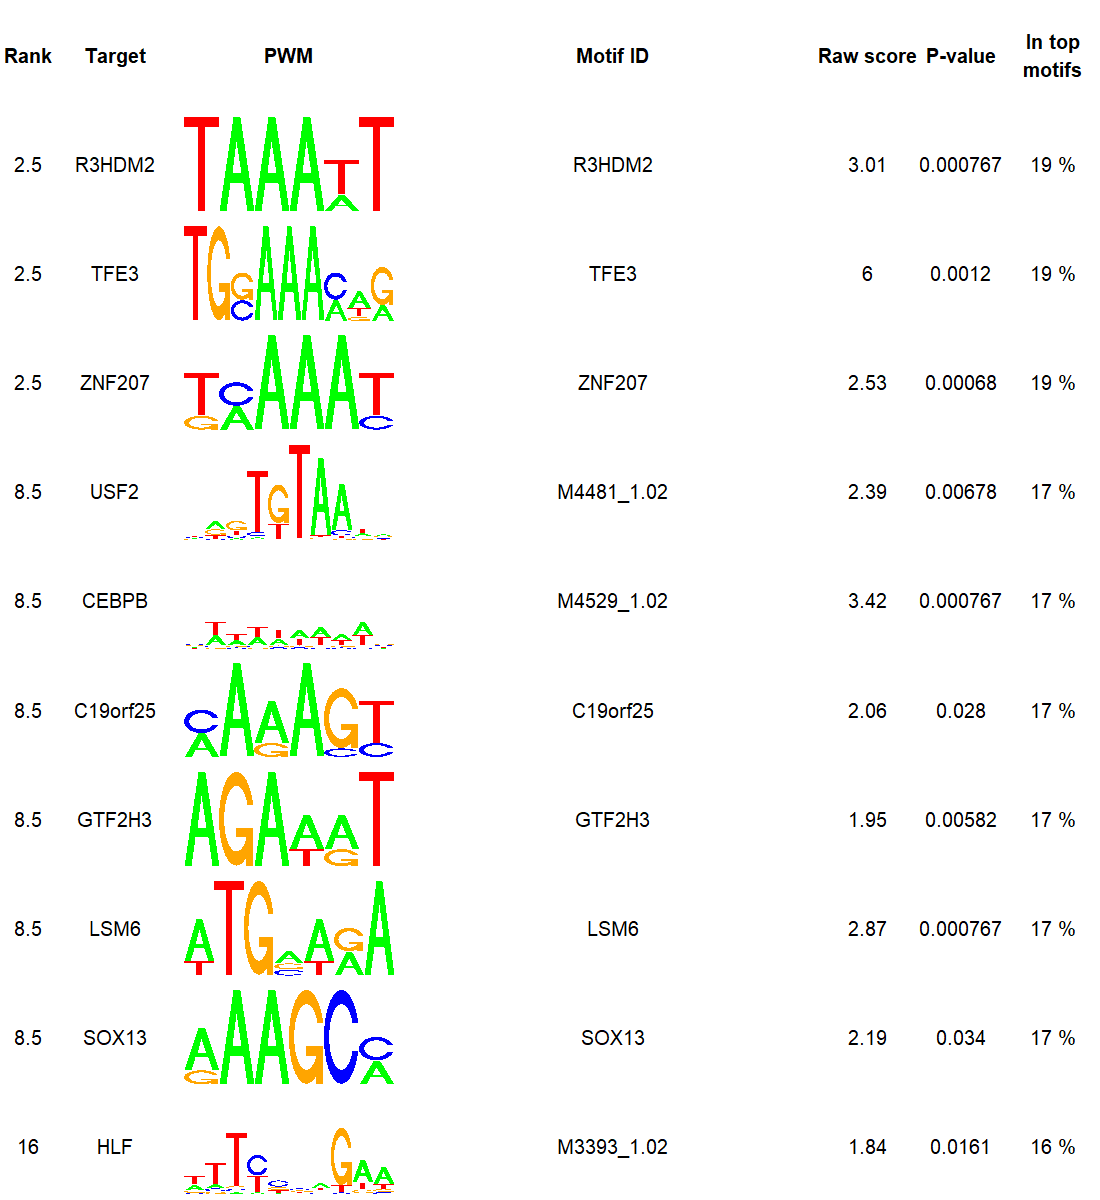 Rank Target PWM Motif ID Raw score P-value In top motifs
2.5 R3HDM2 R3HDM2 3.01 0.000767 19 %
2.5 TFE3 TFE3 6 0.0012 19 %
2.5 ZNF207 ZNF207 2.53 0.00068 19 %
8.5 USF2 M4481_1.02 2.39 0.00678 17 %
8.5 CEBPB M4529_1.02 3.42 0.000767 17 %
8.5 C19orf25 C19orf25 2.06 0.028 17 %
8.5 GTF2H3 GTF2H3 1.95 0.00582 17 %
8.5 LSM6 LSM6 2.87 0.000767 17 %
8.5 SOX13 SOX13 2.19 0.034 17 %
16 HLF M3393_1.02 1.84 0.0161 16 %